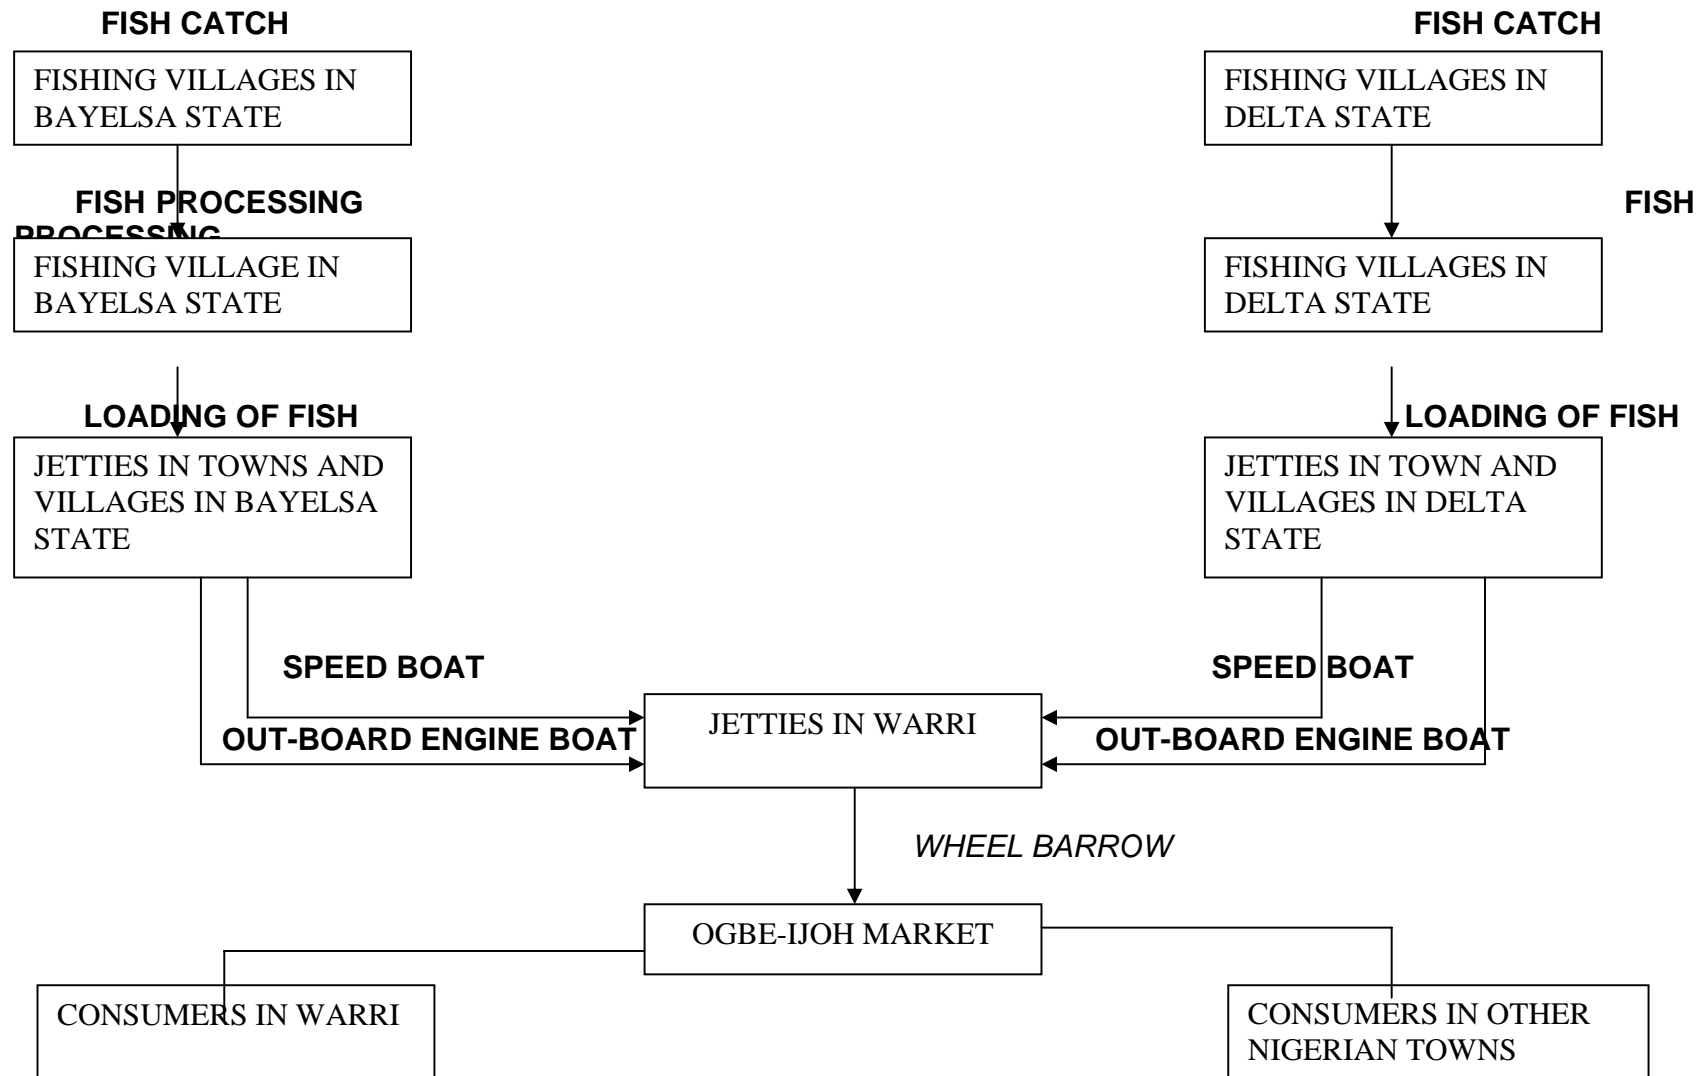 FISH CATCH
FISH CATCH
FISHING VILLAGES IN
BAYELSA STATE
FISHING VILLAGES IN
DELTA STATE
FISH PROCESSING
FISH
PROCESSING
FISHING VILLAGE IN
BAYELSA STATE
FISHING VILLAGES IN
DELTA STATE
LOADING OF FISH
LOADING OF FISH
JETTIES IN TOWNS AND
VILLAGES IN BAYELSA
STATE
JETTIES IN TOWN AND
VILLAGES IN DELTA
STATE
SPEED BOAT
SPEED BOAT
JETTIES IN WARRI
OUT-BOARD ENGINE BOAT
OUT-BOARD ENGINE BOAT
WHEEL BARROW
OGBE-IJOH MARKET
CONSUMERS IN WARRI
CONSUMERS IN OTHER
NIGERIAN TOWNS